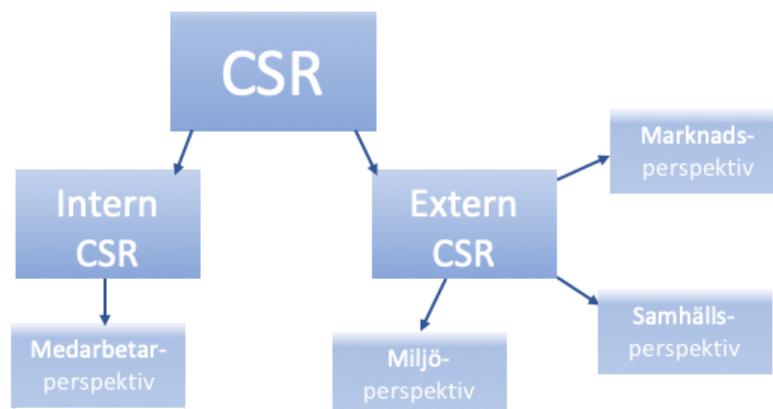 CSR
Intern
CSR
Extern
CSR
Marknads-
perspektiv
Samhälls-
perspektiv
Miljö-
perspektiv
Medarbetar-
perspektiv